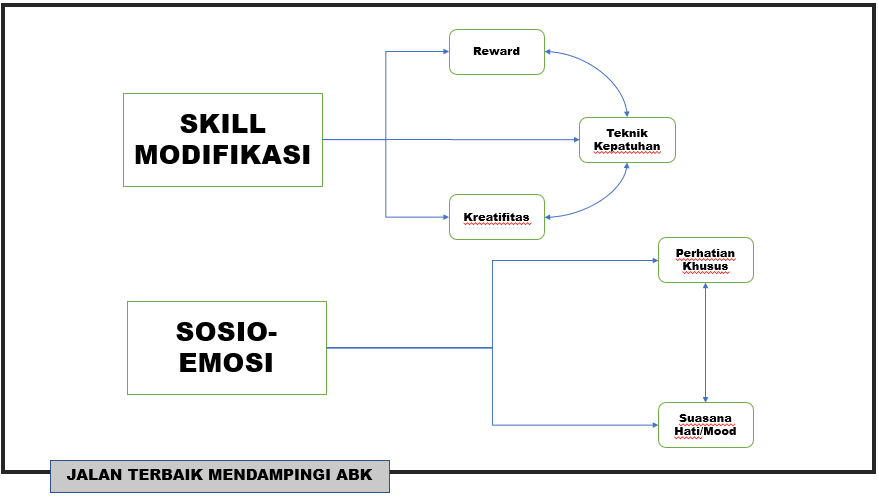 Reward
SKILL
MODIFIKASI
Teknik
Kepatuhan
Kreatifitas
Perhatian
Khusus
SOSIO-
EMOSI
Suasana
Hati/Mood
JALAN TERBAIK MENDAMPINGI ABK